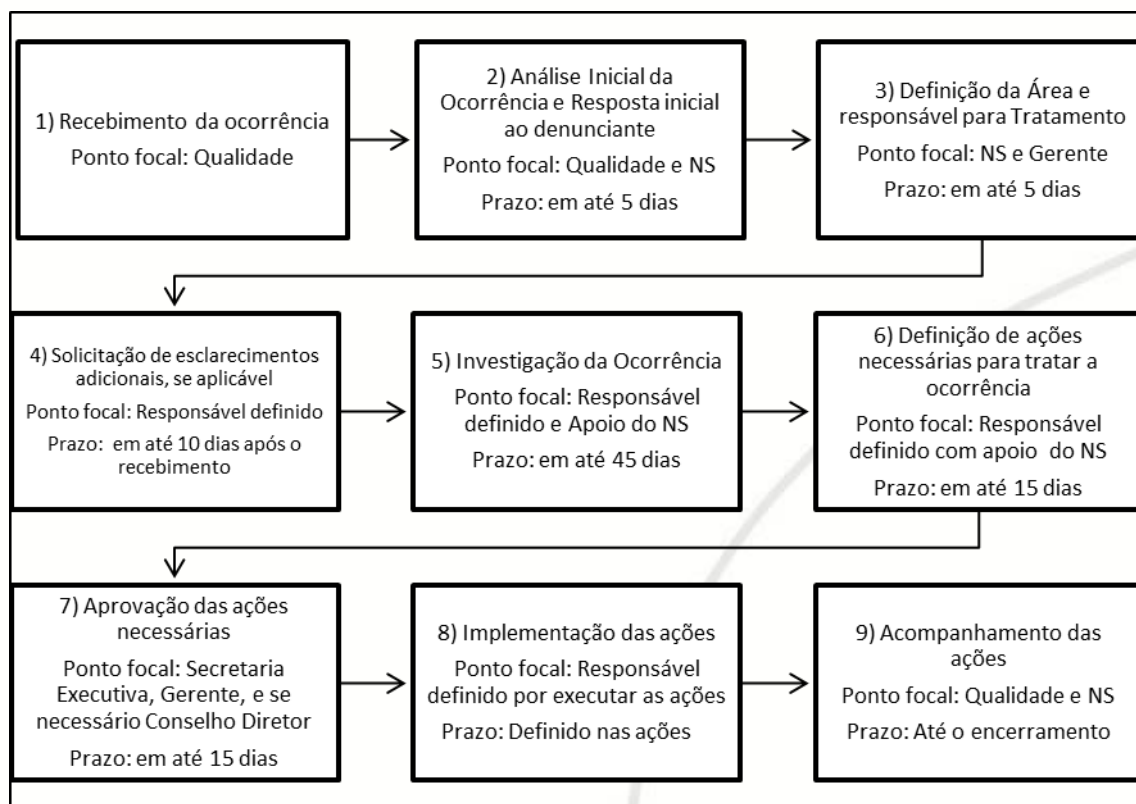 1) Recebimento da ocorrência
Ponto focal: Qualidade
2) Análise Inicial da
Ocorrência e Resposta inicial
ao denunciante
Ponto focal: Qualidade e NS
Prazo: em até 5 dias
3) Definição da Área e
responsável para Tratamento
Ponto focal: NS e Gerente
Prazo: em até 5 dias
4) Solicitação de esclarecimentos
adicionais, se aplicável
Ponto focal: Responsável definido
Prazo: em até 10 dias após o
recebimento
5) Investigação da Ocorrência
Ponto focal: Responsável
definido e Apoio do NS
Prazo: em até 45 dias
6) Definição de ações
necessárias para tratar a
ocorrência
Ponto focal: Responsável
definido com apoio do NS
Prazo: em até 15 dias
7) Aprovação das ações
necessárias
Ponto focal: Secretaria
Executiva, Gerente, e se
necessário Conselho Diretor
Prazo: em até 15 dias
8) Implementação das ações
Ponto focal: Responsável
definido por executar as ações
Prazo: Definido nas ações
9) Acompanhamento das
ações
Ponto focal: Qualidade e NS
Prazo: Até o encerramento